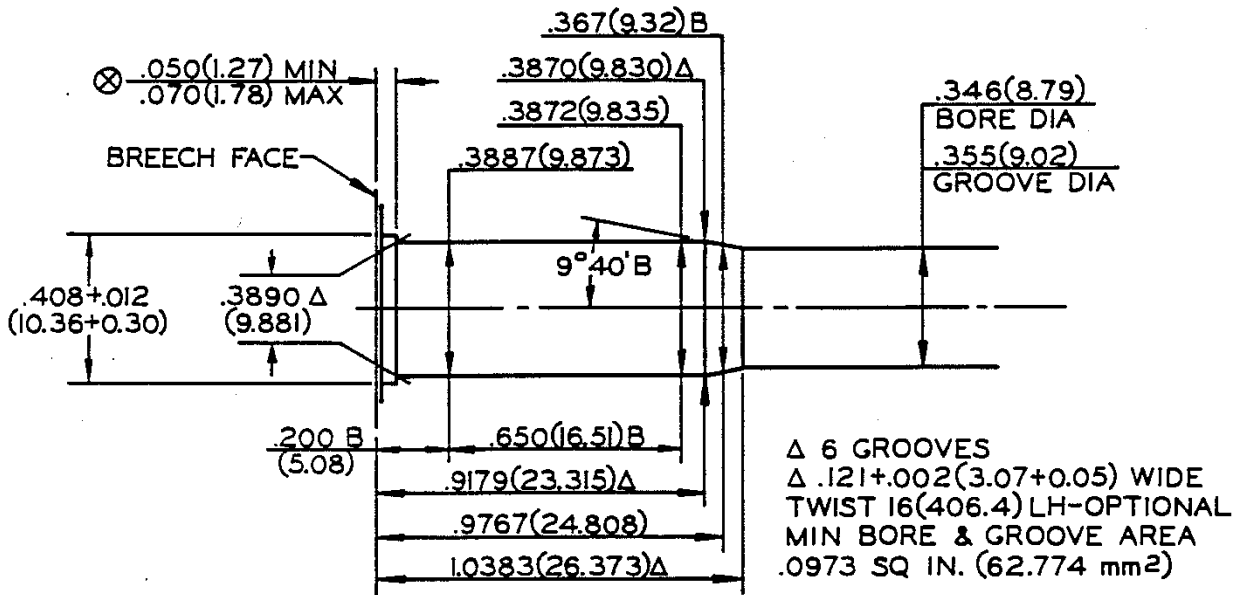 .367(9.32)B
⊗ .050(1.27) MIN
.070(1.78) MAX
.3870(9.830)Δ
.3872(9.835)
.3887(9.873)
.346(8.79)
BORE DIA
.355(9.02)
GROOVE DIA
BREECH FACE
9°40'B
.408+.012
(10.36+0.30)
.3890 Δ
(9.881)
.200 B
(5.08)
.650(16.51)B
.9179(23.315)Δ
.9767(24.808)
1.0383(26.373)Δ
Δ 6 GROOVES
Δ .121+.002(3.07+0.05) WIDE
TWIST 16(406.4) LH-OPTIONAL
MIN BORE & GROOVE AREA
.0973 SQ IN. (62.774 mm2)